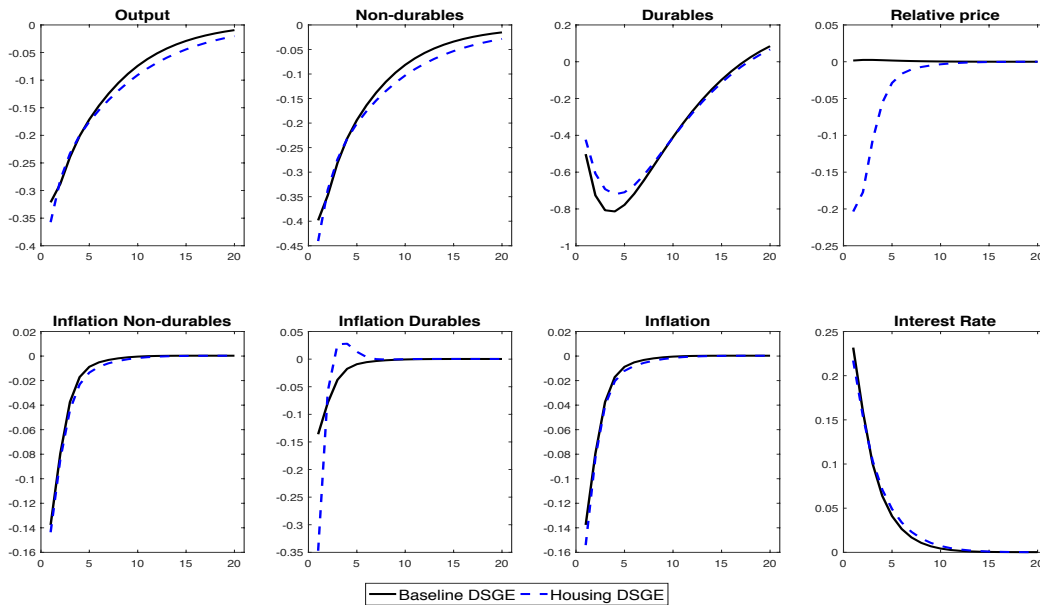 Output Non-durables Durables Relative price
0 0 0.2 0.05
-0.05 -0.05
-0.1 -0.1 0 0
-0.15 -0.15 -0.2 -0.05
-0.2 -0.2 -0.4 -0.1
-0.25 -0.25 -0.6 -0.15
-0.3 -0.3
-0.35 -0.35 -0.8 -0.2
-0.4 -0.4 -1 -0.25
-0.45
0 5 10 15 20 0 5 10 15 20 0 5 10 15 20 0 5 10 15 20
Inflation Non-durables Inflation Durables Inflation Interest Rate
0.02 0.05 0.02 0.25
0 0 0 0.2
-0.02 -0.05 -0.02
-0.04 -0.1 -0.04 0.15
-0.06 -0.15 -0.06
-0.08 -0.2 -0.08 0.1
-0.1 -0.25 -0.1
-0.12 -0.3 -0.12 0.05
-0.14 -0.14
-0.16 -0.35 -0.16 0
0 5 10 15 20 0 5 10 15 20 0 5 10 15 20 0 5 10 15 20
Baseline DSGE Housing DSGE